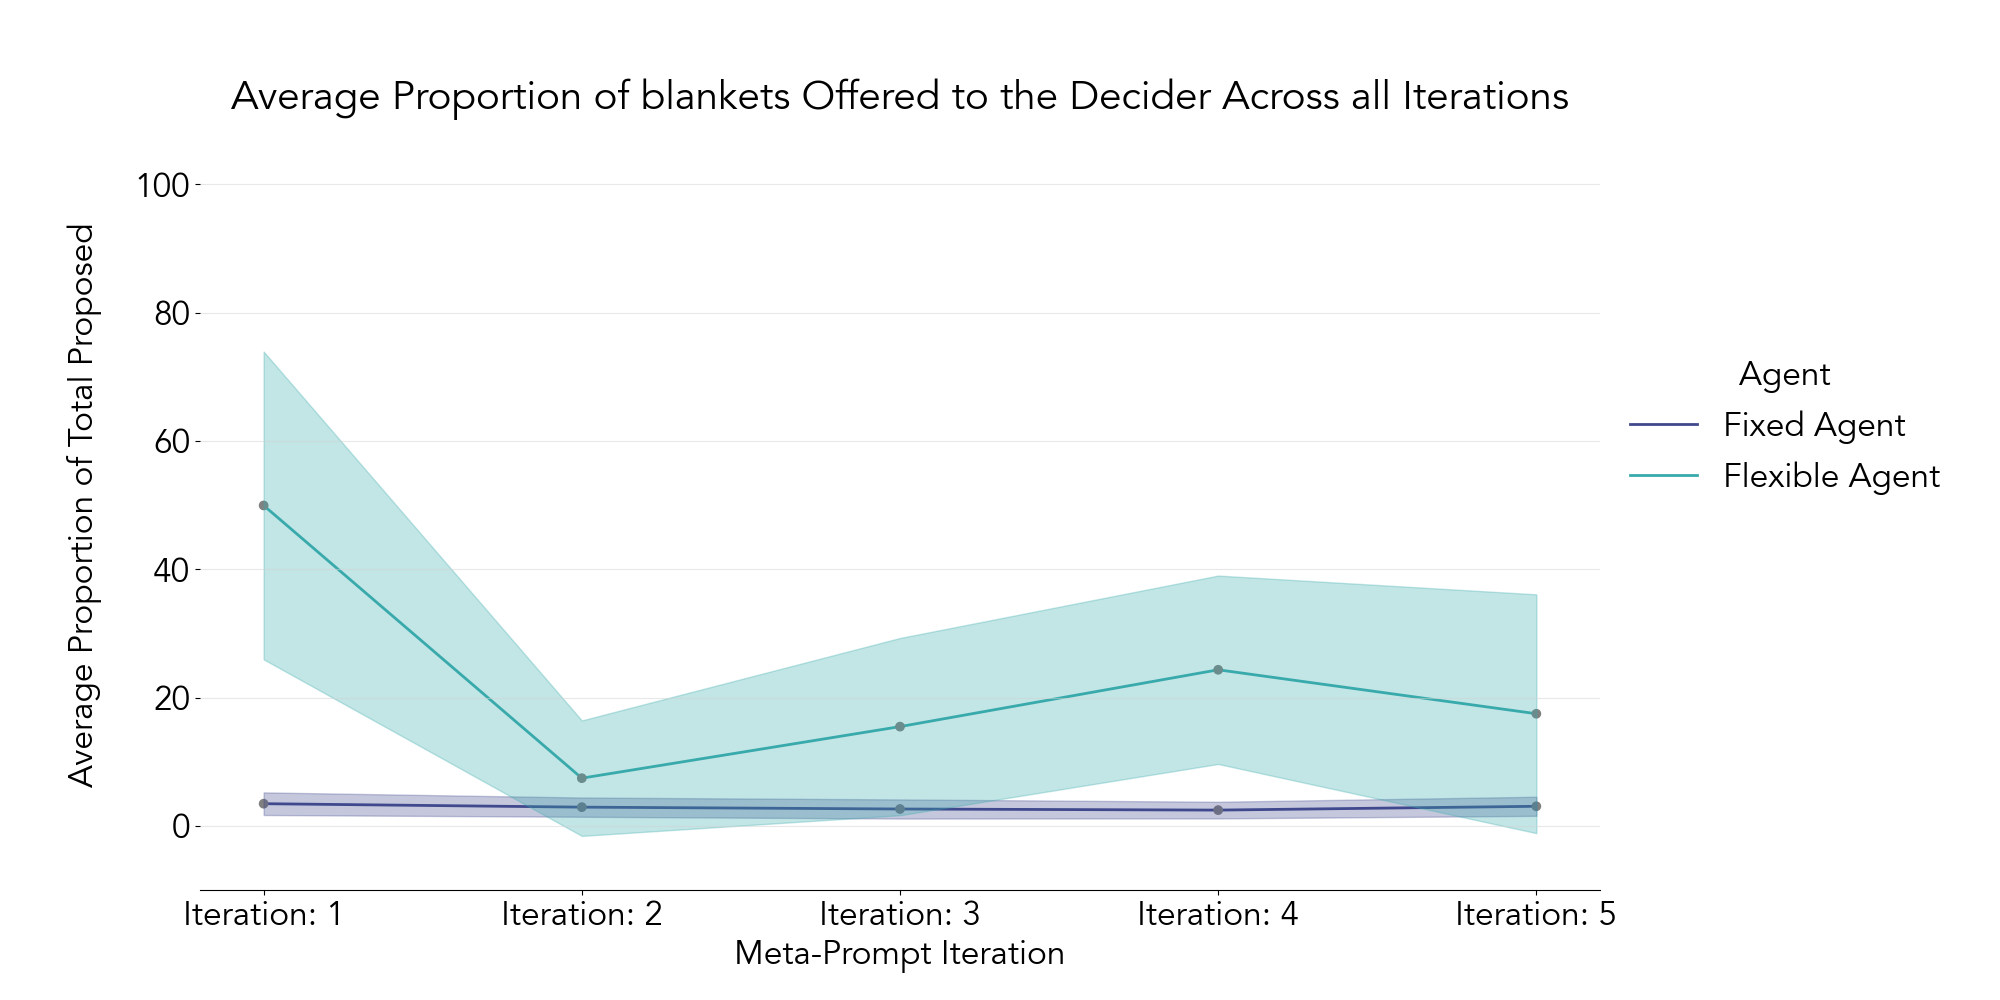 Average Proportion of blankets Offered to the Decider Across all Iterations
Average Proportion of Total Proposed
100
80
60
40
20
0
Iteration: 1
Iteration: 2
Iteration: 3
Iteration: 4
Iteration: 5
Meta-Prompt Iteration
Agent
Fixed Agent
Flexible Agent